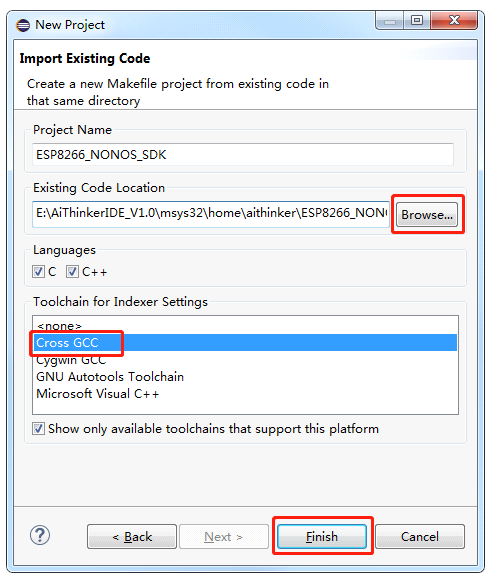 New Project
Import Existing Code
Create a new Makefile project from existing code in
that same directory
Project Name
ESP8266_NONOS_SDK
Existing Code Location
E:\AiThinkerIDE_V1.0\msys32\home\aithinker\ESP8266_NONO
Browse...
Languages
C C++
Toolchain for Indexer Settings
<none>
Cross GCC
Cygwin GCC
GNU Autotools Toolchain
Microsoft Visual C++
Show only available toolchains that support this platform
? < Back Next > Finish Cancel